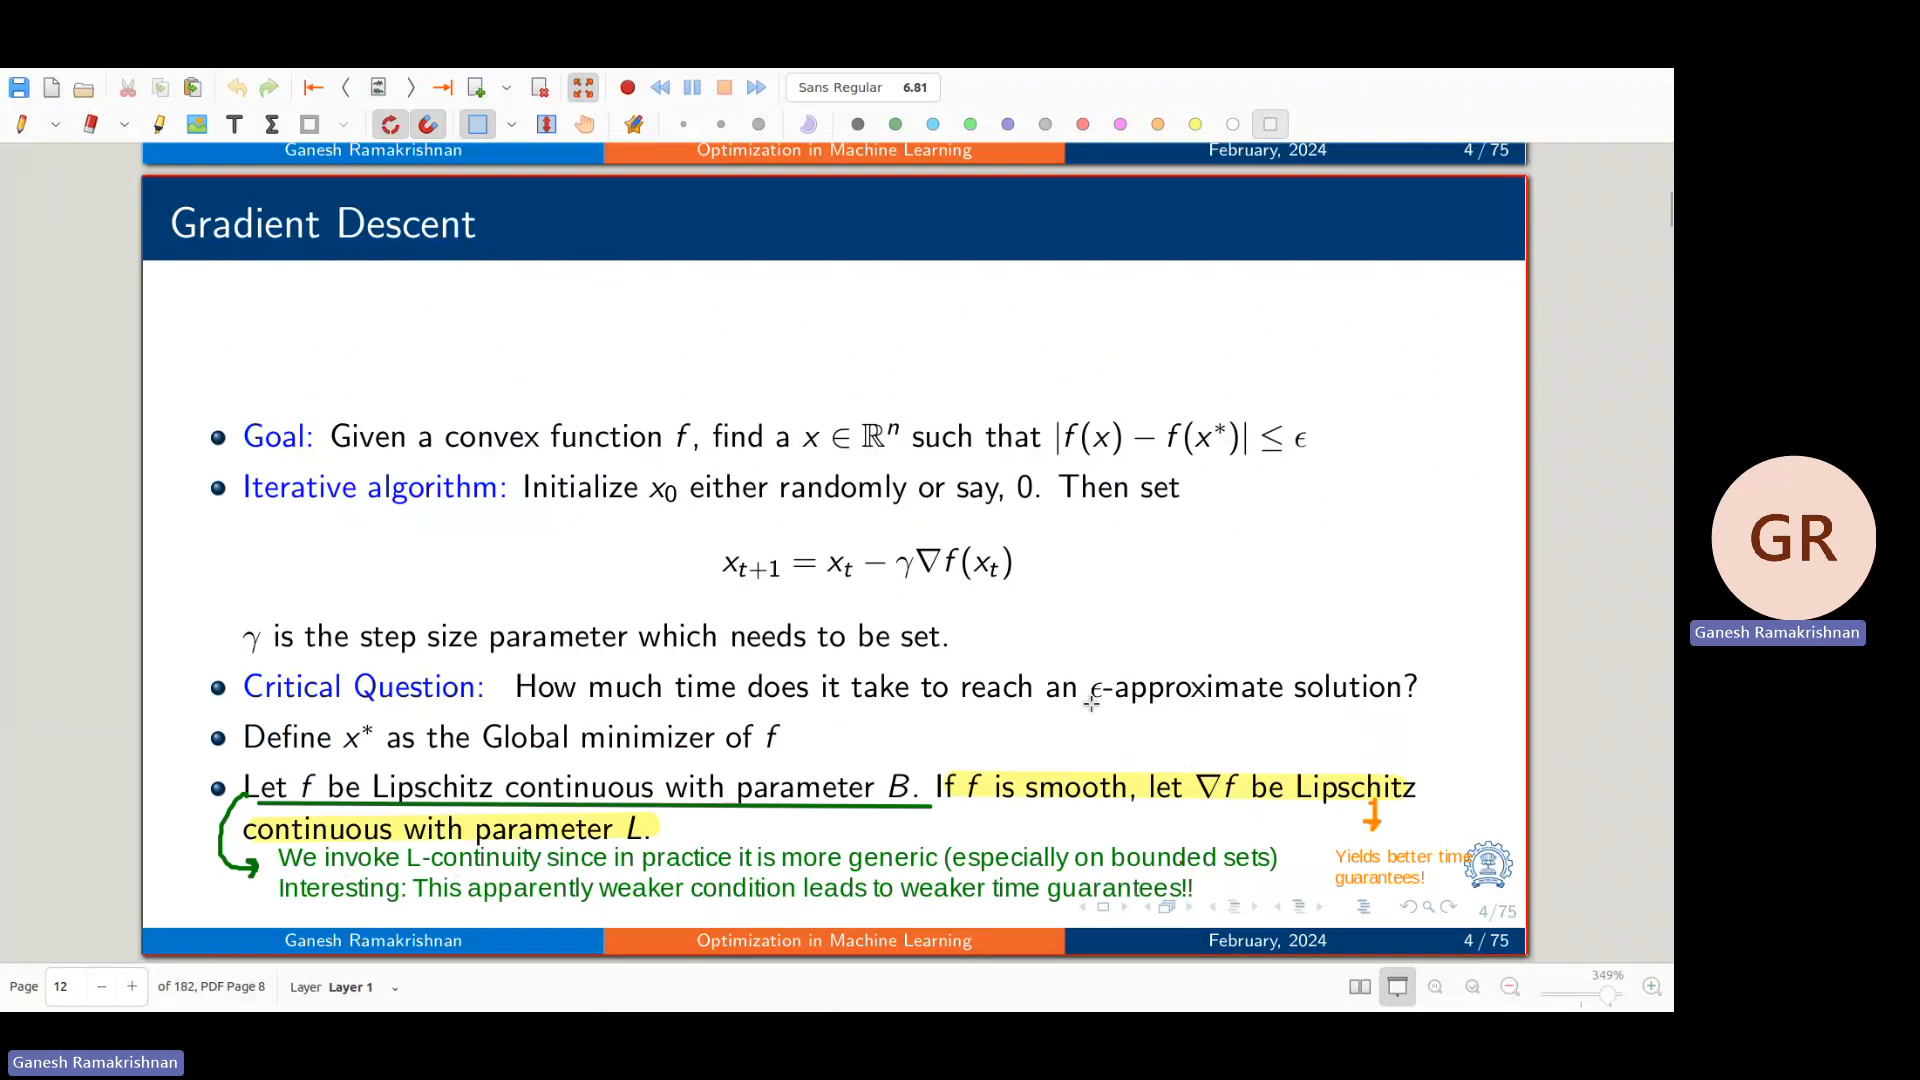 Sans Regular 6.81
Ganesh Ramakrishnan Optimization in Machine Learning February, 2024 4 / 75
Gradient Descent
Goal: Given a convex function f, find a x ∈ ℝⁿ such that |f(x) − f(x*)| ≤ ϵ
Iterative algorithm: Initialize x₀ either randomly or say, 0. Then set
xₜ₊₁ = xₜ − γ∇f(xₜ)
γ is the step size parameter which needs to be set.
Critical Question: How much time does it take to reach an ϵ-approximate solution?
Define x* as the Global minimizer of f
Let f be Lipschitz continuous with parameter B. If f is smooth, let ∇f be Lipschitz
continuous with parameter L.
We invoke L-continuity since in practice it is more generic (especially on bounded sets)
Interesting: This apparently weaker condition leads to weaker time guarantees!!
Yields better time
guarantees!
4/75
Ganesh Ramakrishnan Optimization in Machine Learning February, 2024 4 / 75
Page 12 of 182, PDF Page 8 Layer Layer 1 349%
GR
Ganesh Ramakrishnan
Ganesh Ramakrishnan